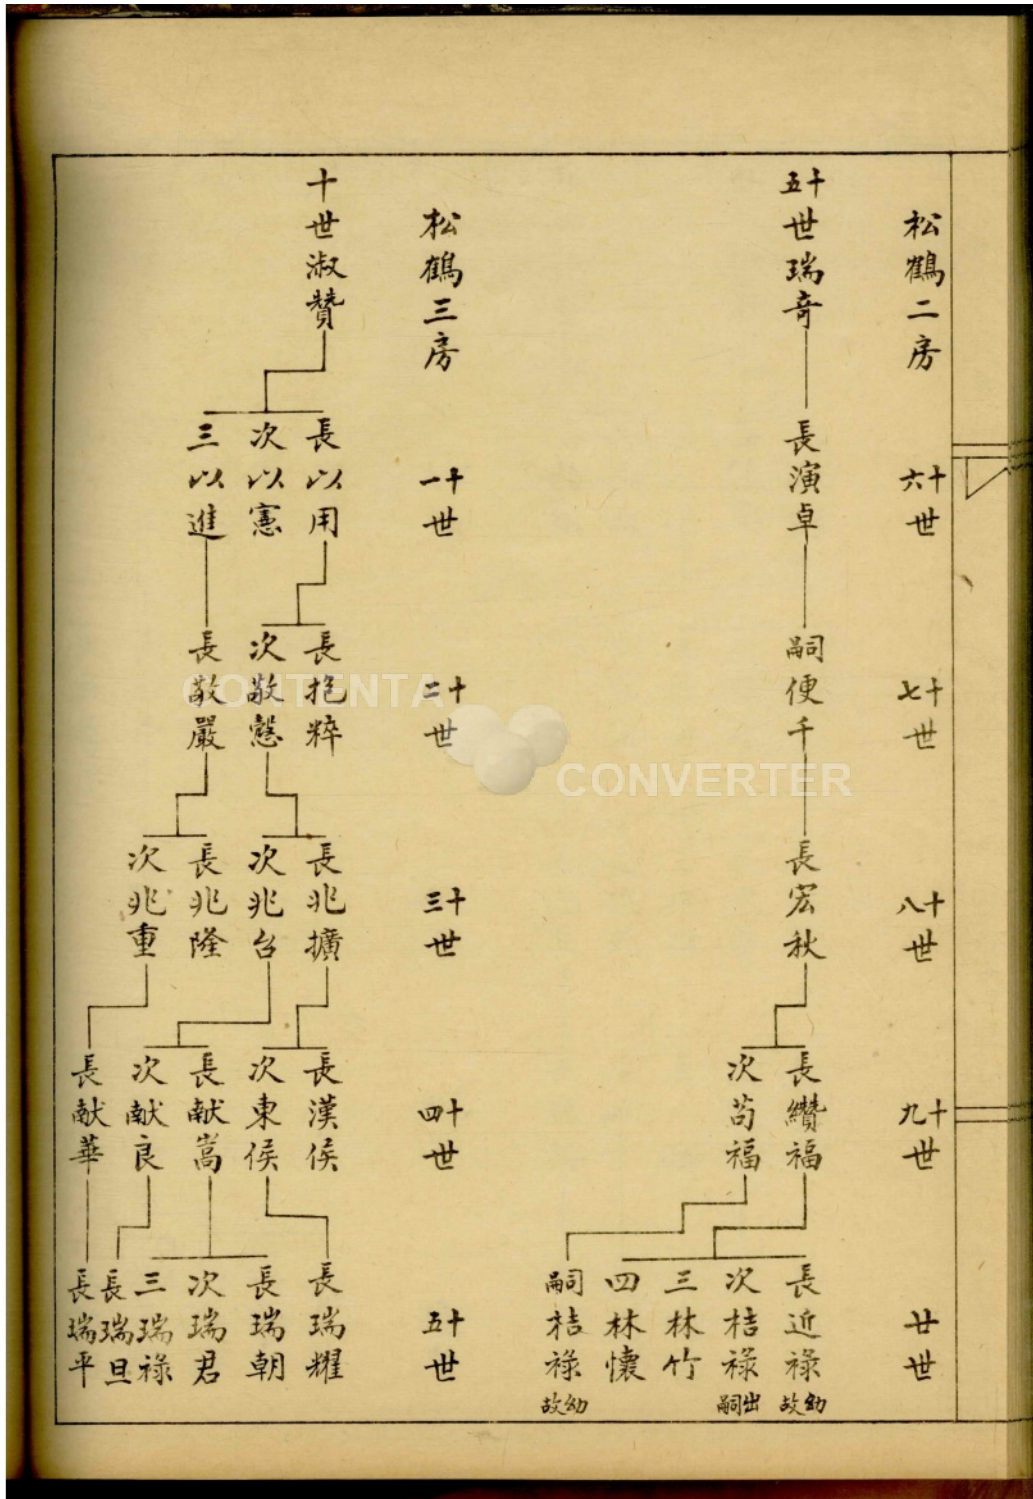 松鶴二房
十六世
十七世
十八世
十九世
廿世
十五世瑞奇
長演卓
嗣便千
長宏秋
長纘福
次苟福
長近祿 幼故
次桔祿 出嗣
三林竹
四林懷
嗣桔祿 幼故
松鶴三房
十一世
十二世
十三世
十四世
十五世
十世淑贊
長以用
次以憲
三以進
長抱粹
次敬慇
長敬嚴
長兆擴
次兆台
長兆隆
次兆重
長漢侯
次東侯
長献嵩
次献良
長献華
長瑞耀
長瑞朝
次瑞君
三瑞祿
長瑞旦
長瑞平
CONTENTA
CONVERTER